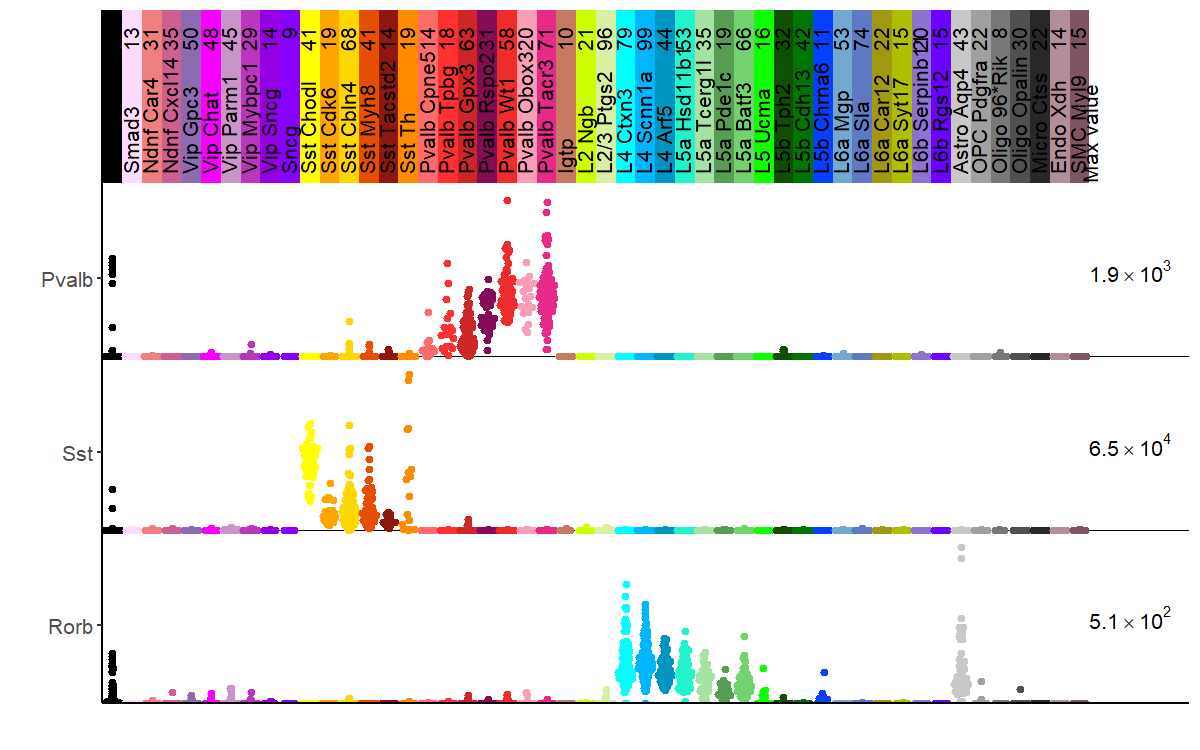 Smad3 13
Ndnf Car4 31
Ndnf Cxcl14 35
Vip Gpc3 50
Vip Chat 48
Vip Parm1 45
Vip Mybpc1 29
Vip Sncg 14
Sncg 9
Sst Chodl 41
Sst Cdk6 19
Sst Cbln4 68
Sst Myh8 41
Sst Tacstd2 14
Sst Th 19
Pvalb Cpne5 14
Pvalb Tpbg 18
Pvalb Gpx3 63
Pvalb Rspo2 31
Pvalb Wt1 58
Pvalb Obox3 20
Pvalb Tacr3 71
Igtp 10
L2 Ngb 21
L2/3 Ptgs2 96
L4 Ctxn3 79
L4 Scnn1a 99
L4 Arf5 44
L5a Hsd11b1 53
L5a Tcerg1l 35
L5a Pde1c 19
L5a Batf3 66
L5 Ucma 16
L5b Tph2
L5b Cdh13 42
L5b Chrna6 11
L6a Mgp 53
L6a Sla 74
L6a Car12 24
L6a Syt17 15
L6b
L6b Rgs12 15
Astro Aqp4 43
OPC Pdgfra 22
Oligo 96*Rik 8
Oligo Opalin 30
Micro Ctss 22
Endo Xdh 14
SMC Myl9 15
Max value
Pvalb 1.9 × 10³
Sst 6.5 × 10⁴
Rorb 5.1 × 10²